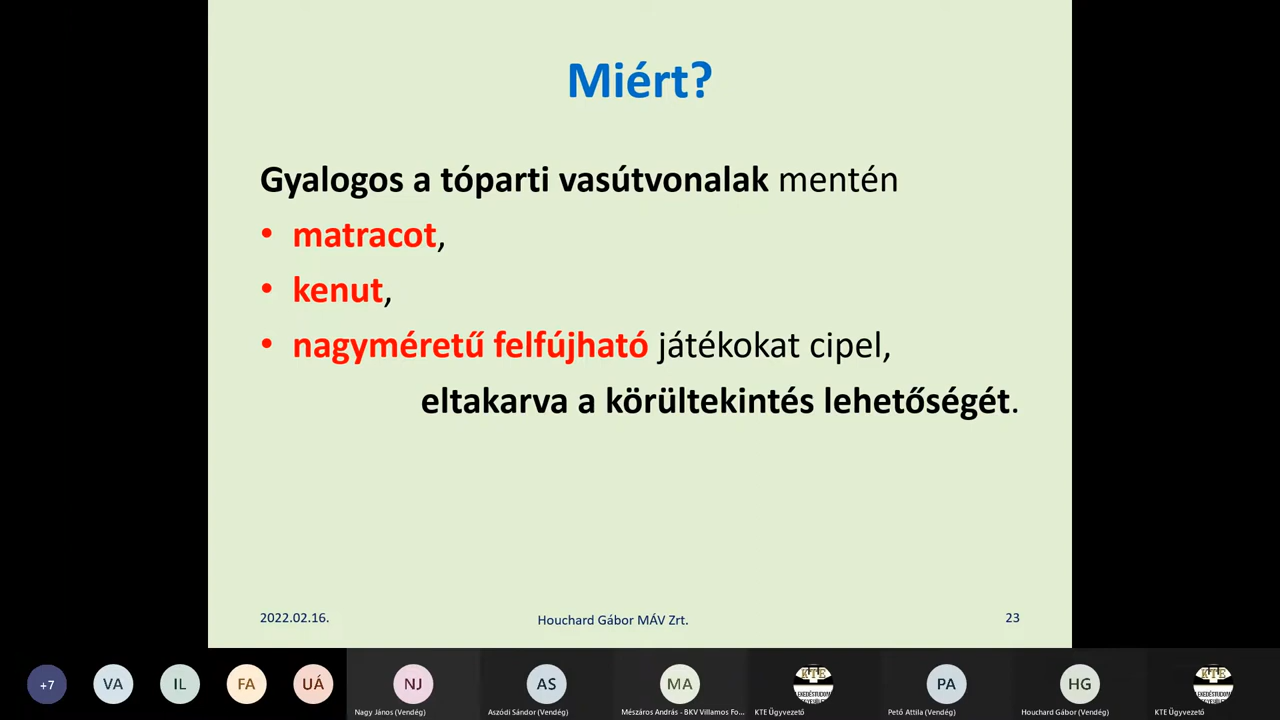 Miért?
Gyalogos a tóparti vasútvonalak mentén
• matracot,
• kenut,
• nagyméretű felfújható játékokat cipel,
eltakarva a körültekintés lehetőségét.
2022.02.16.
Houchard Gábor MÁV Zrt.
23
+7
VA
IL
FA
UÁ
NJ
AS
MA
KTE
PA
HG
KTE
Nagy János (Vendég)
Aszódi Sándor (Vendég)
Mészáros András - BKV Villamos Fo...
KTE Ügyvezető
Pető Attila (Vendég)
Houchard Gábor (Vendég)
KTE Ügyvezető